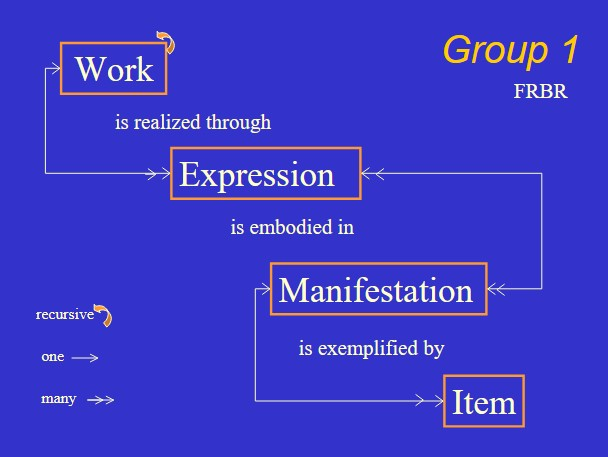 Group 1
FRBR
Work
is realized through
Expression
is embodied in
Manifestation
is exemplified by
Item
recursive
one
many